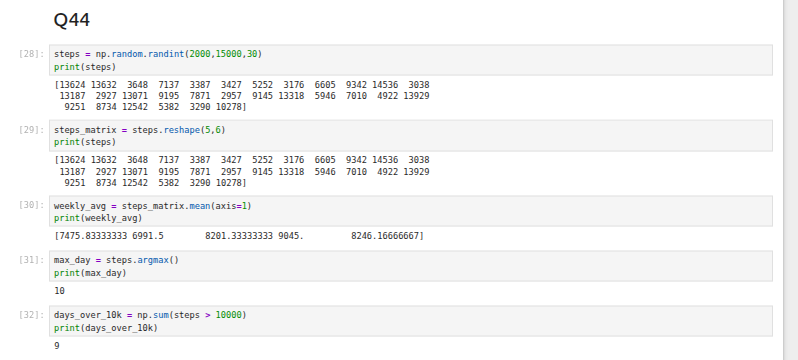 Q44
[28]: steps = np.random.randint(2000,15000,30)
print(steps)
[13624 13632  3648  7137  3387  3427  5252  3176  6605  9342 14536  3038
 13187  2927 13071  9195  7871  2957  9145 13318  5946  7010  4922 13929
  9251  8734 12542  5382  3290 10278]
[29]: steps_matrix = steps.reshape(5,6)
print(steps)
[13624 13632  3648  7137  3387  3427  5252  3176  6605  9342 14536  3038
 13187  2927 13071  9195  7871  2957  9145 13318  5946  7010  4922 13929
  9251  8734 12542  5382  3290 10278]
[30]: weekly_avg = steps_matrix.mean(axis=1)
print(weekly_avg)
[7475.83333333 6991.5        8201.33333333 9045.         8246.16666667]
[31]: max_day = steps.argmax()
print(max_day)
10
[32]: days_over_10k = np.sum(steps > 10000)
print(days_over_10k)
9